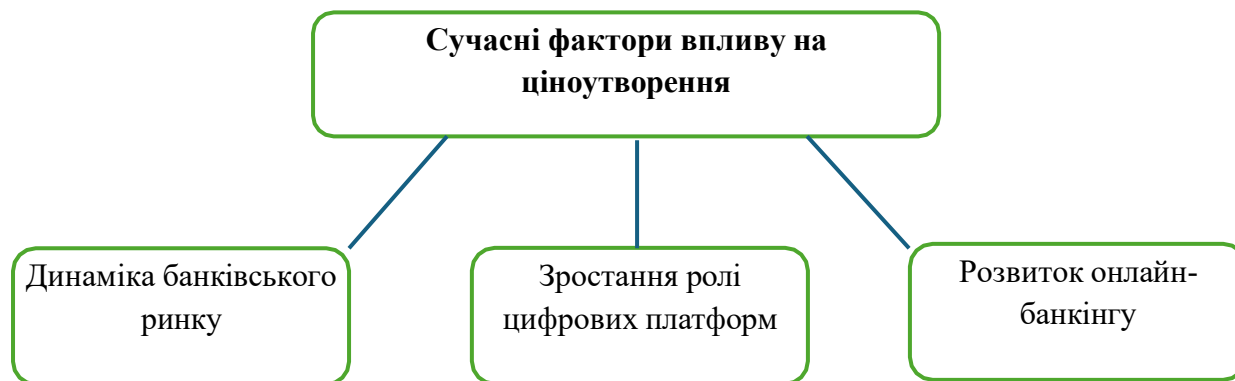 Сучасні фактори впливу на
ціноутворення
Динаміка банківського
ринку
Зростання ролі
цифрових платформ
Розвиток онлайн-
банкінгу